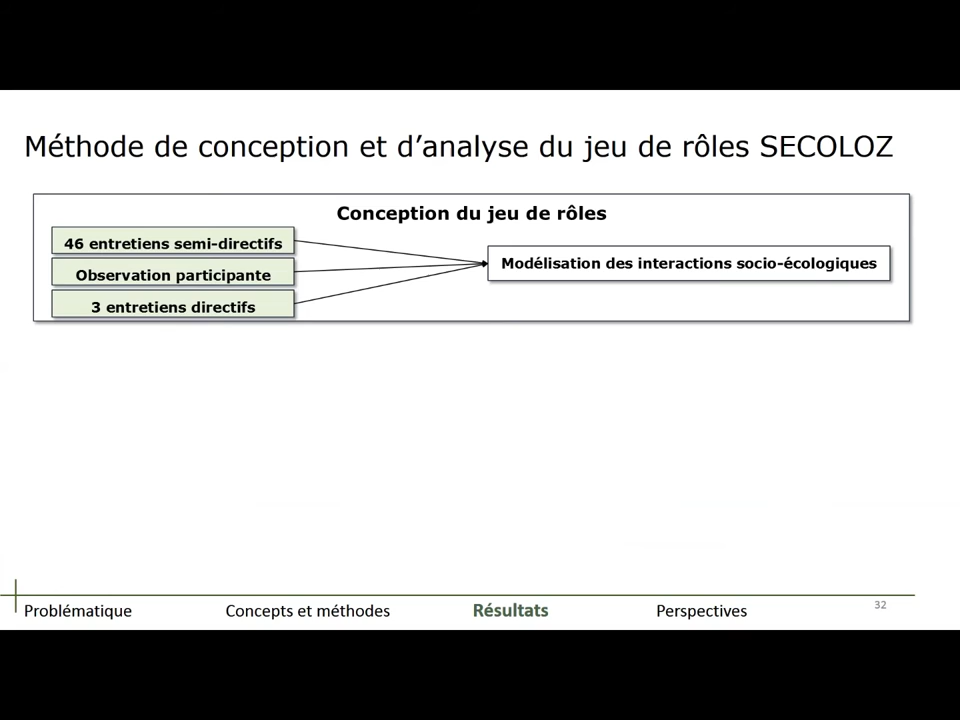 Méthode de conception et d’analyse du jeu de rôles SECOLOZ
Conception du jeu de rôles
46 entretiens semi-directifs
Observation participante
3 entretiens directifs
Modélisation des interactions socio-écologiques
Problématique
Concepts et méthodes
Résultats
Perspectives
32